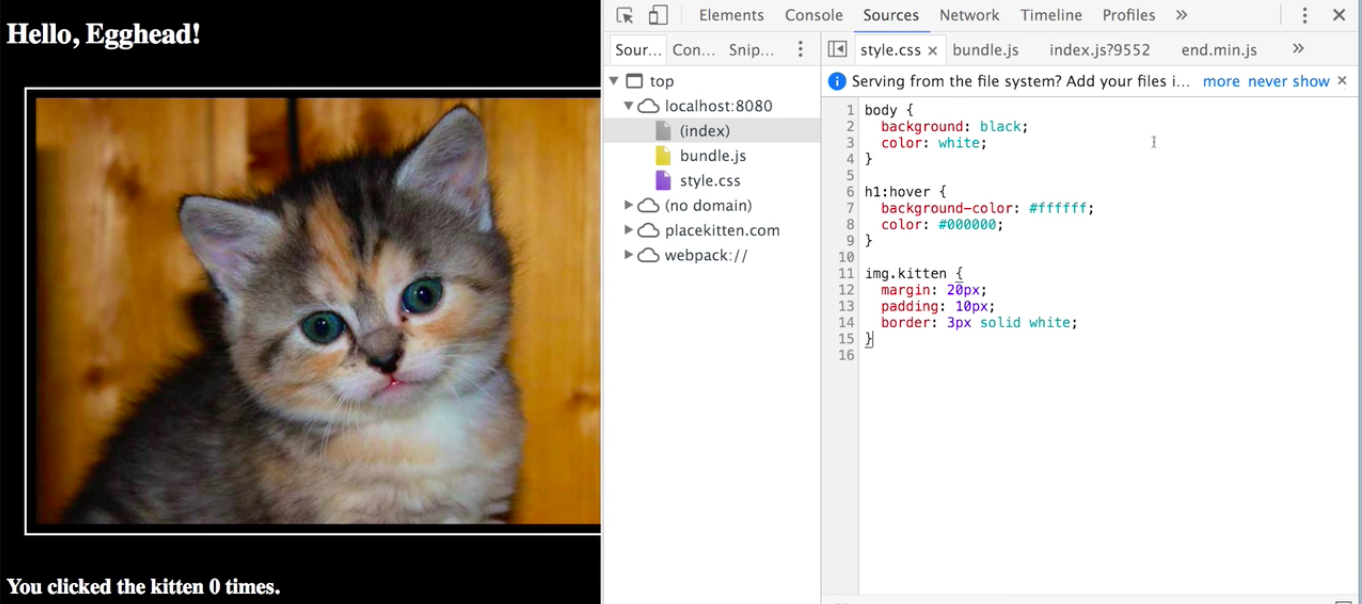 Hello, Egghead!
You clicked the kitten 0 times.
Elements Console Sources Network Timeline Profiles »
Sour... Con... Snip...
top
localhost:8080
(index)
bundle.js
style.css
(no domain)
placekitten.com
webpack://
style.css × bundle.js index.js?9552 end.min.js »
Serving from the file system? Add your files i... more never show ×
1 body {
2 background: black;
3 color: white;
4 }
5
6 h1:hover {
7 background-color: #ffffff;
8 color: #000000;
9 }
10
11 img.kitten {
12 margin: 20px;
13 padding: 10px;
14 border: 3px solid white;
15 }
16